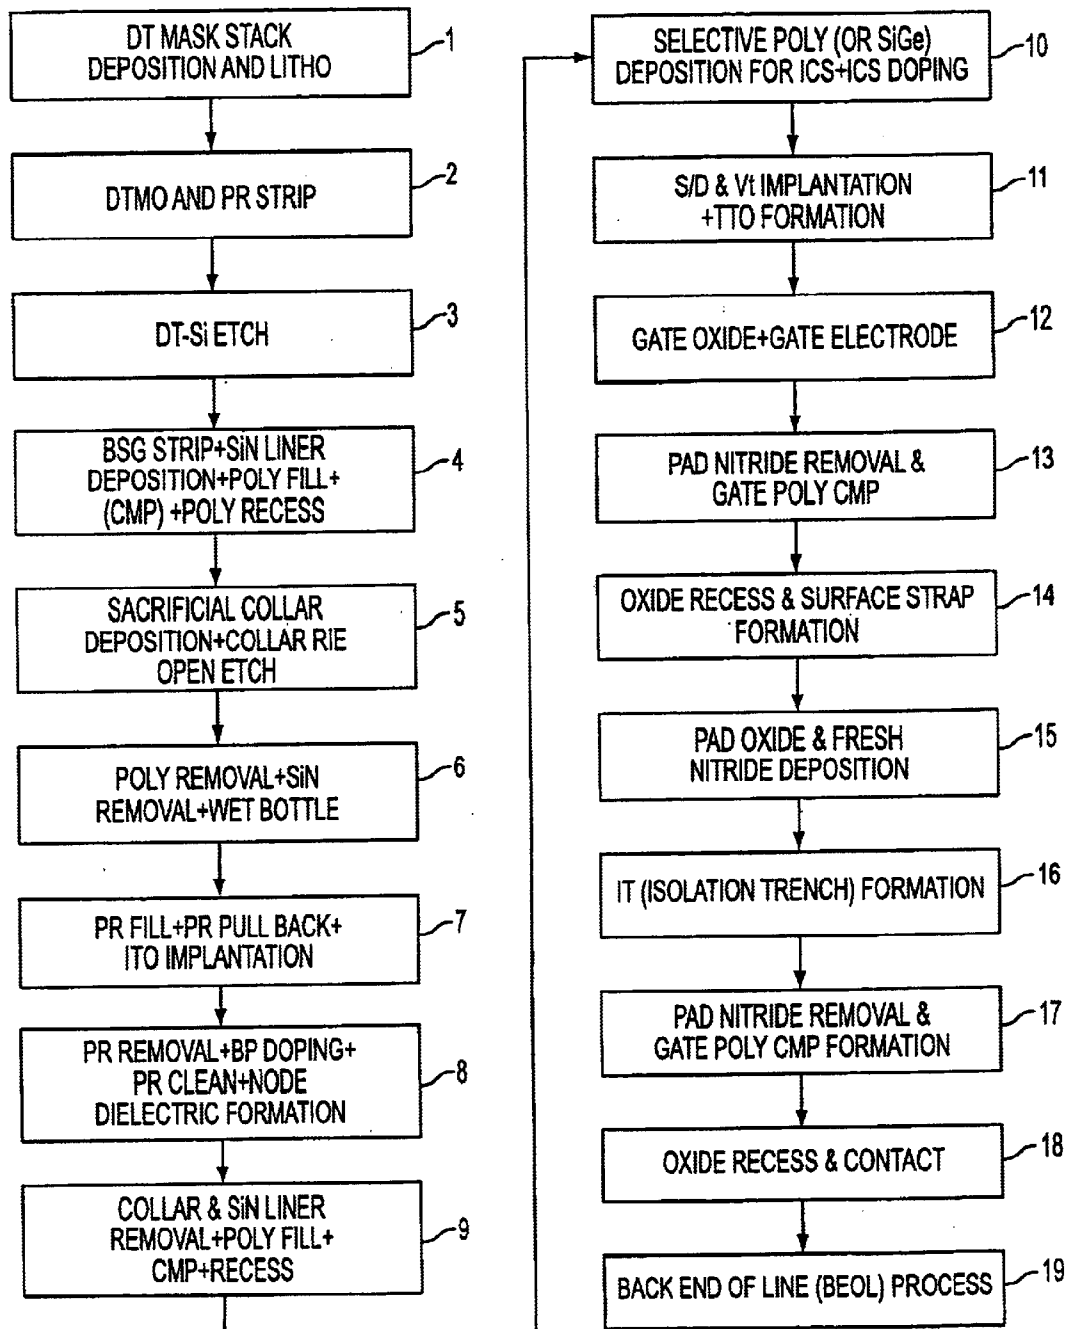 DT MASK STACK
DEPOSITION AND LITHO
1
DTMO AND PR STRIP
2
DT-Si ETCH
3
BSG STRIP+SiN LINER
DEPOSITION+POLY FILL+
(CMP) +POLY RECESS
4
SACRIFICIAL COLLAR
DEPOSITION+COLLAR RIE
OPEN ETCH
5
POLY REMOVAL+SiN
REMOVAL+WET BOTTLE
6
PR FILL+PR PULL BACK+
ITO IMPLANTATION
7
PR REMOVAL+BP DOPING+
PR CLEAN+NODE
DIELECTRIC FORMATION
8
COLLAR & SiN LINER
REMOVAL+POLY FILL+
CMP+RECESS
9
SELECTIVE POLY (OR SiGe)
DEPOSITION FOR ICS+ICS DOPING
10
S/D & Vt IMPLANTATION
+TTO FORMATION
11
GATE OXIDE+GATE ELECTRODE
12
PAD NITRIDE REMOVAL &
GATE POLY CMP
13
OXIDE RECESS & SURFACE STRAP
FORMATION
14
PAD OXIDE & FRESH
NITRIDE DEPOSITION
15
IT (ISOLATION TRENCH) FORMATION
16
PAD NITRIDE REMOVAL &
GATE POLY CMP FORMATION
17
OXIDE RECESS & CONTACT
18
BACK END OF LINE (BEOL) PROCESS
19